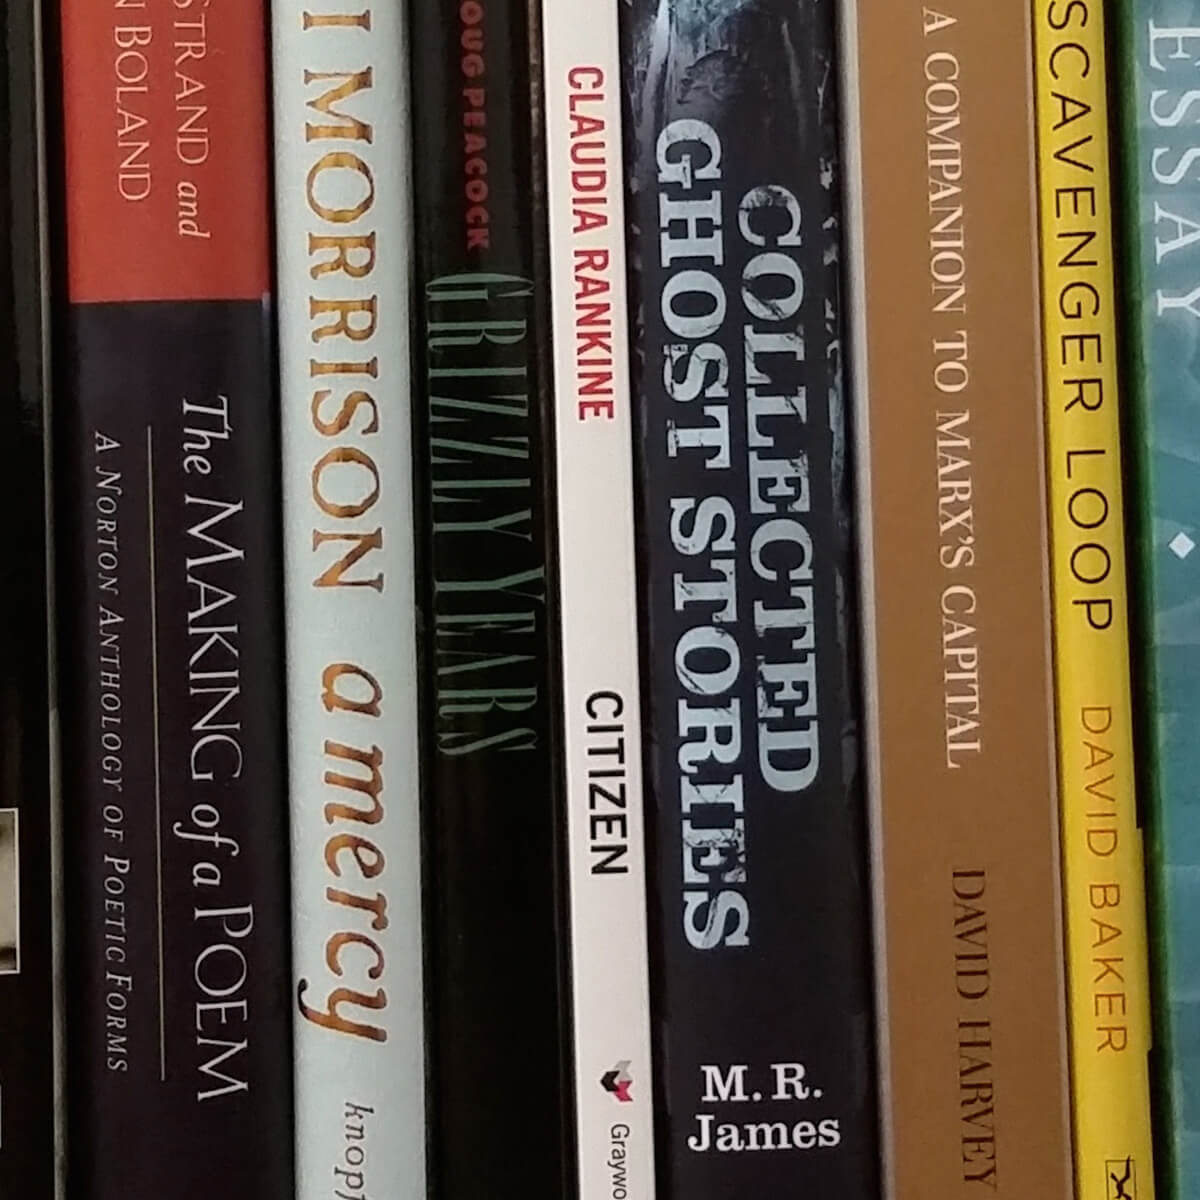 STRAND and
BOLAND
The MAKING of a POEM
A NORTON ANTHOLOGY OF POETIC FORMS
MORRISON a mercy
knopf
DOUG PEACOCK
GRIZZLY YEARS
CLAUDIA RANKINE CITIZEN
Graywo
COLLECTED
GHOST STORIES
M. R.
James
A COMPANION TO MARX'S CAPITAL DAVID HARVEY
SCAVENGER LOOP DAVID BAKER
ESSAY